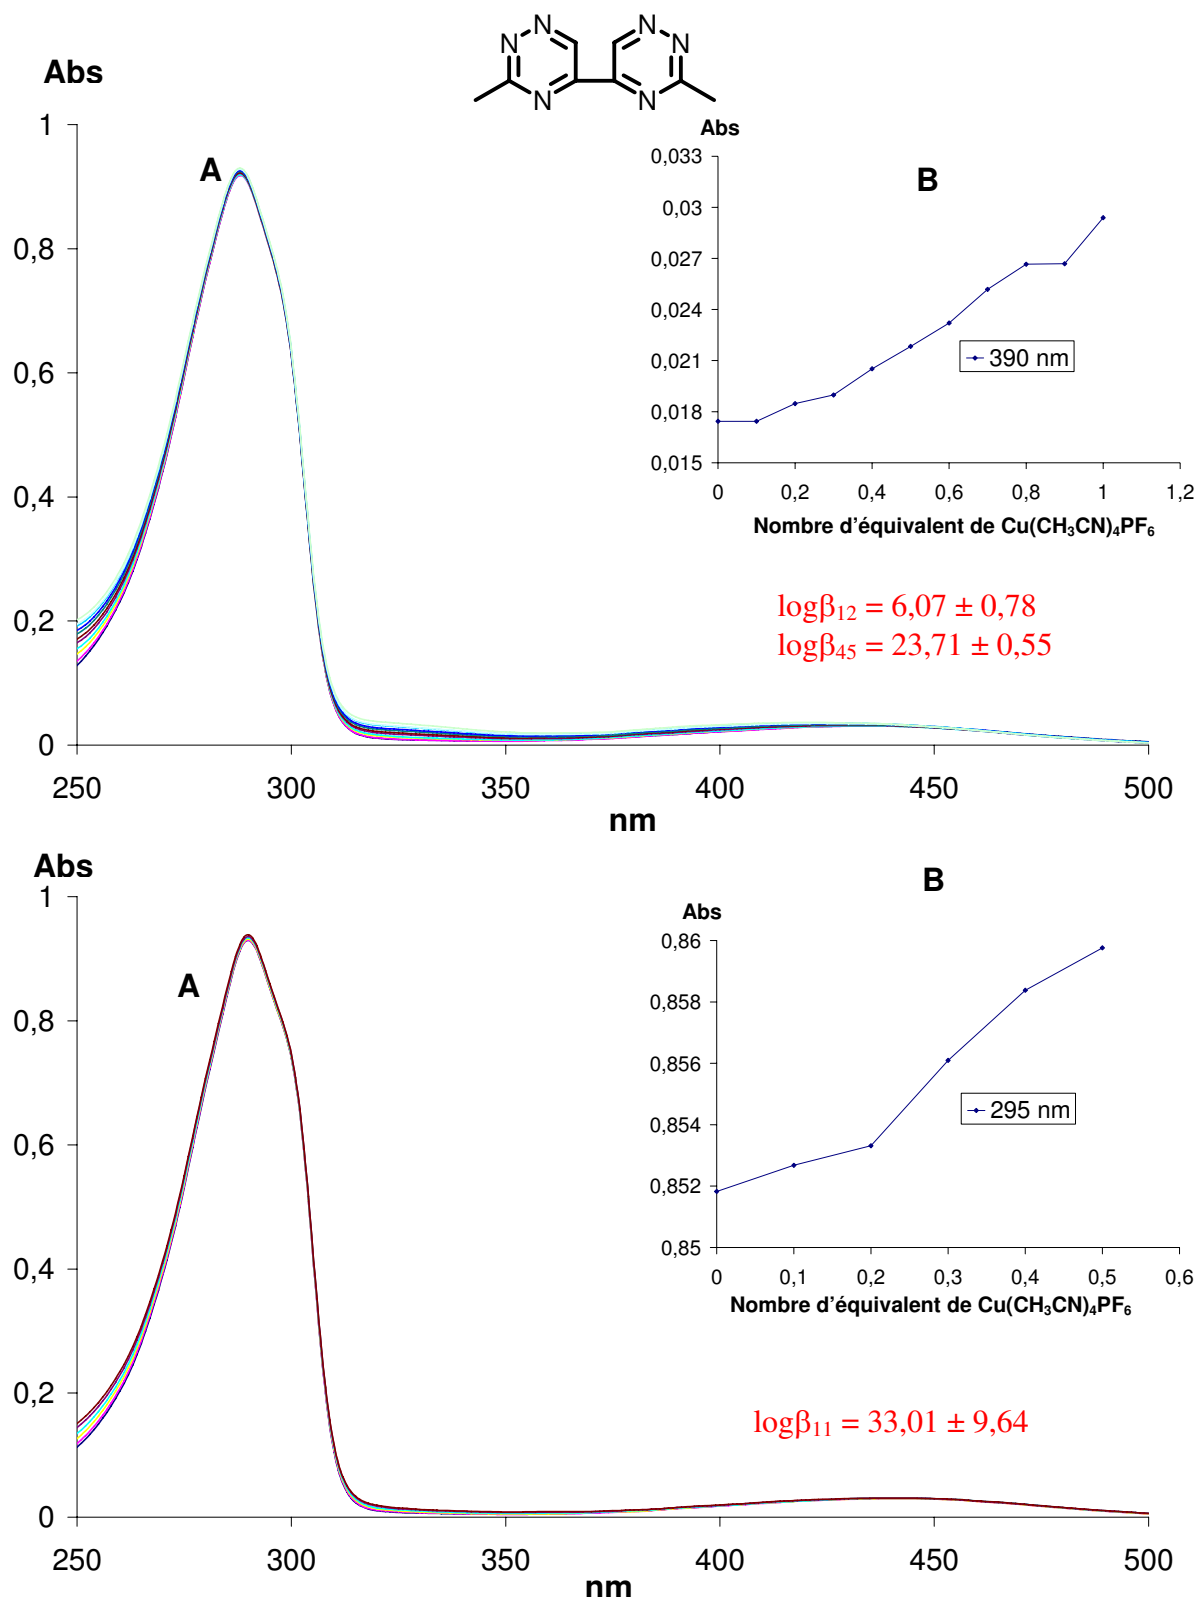 N N
N N
N N
Abs
1
0,8
0,6
0,4
0,2
0
250 300 350 400 450 500
nm
A
Abs
B
0,033
0,03
0,027
0,024
0,021
0,018
0,015
390 nm
0 0,2 0,4 0,6 0,8 1 1,2
Nombre d'équivalent de Cu(CH₃CN)₄PF₆
logβ₁₂ = 6,07 ± 0,78
logβ₄₅ = 23,71 ± 0,55
Abs
1
0,8
0,6
0,4
0,2
0
250 300 350 400 450 500
nm
A
B
Abs
0,86
0,858
0,856
0,854
0,852
0,85
295 nm
0 0,1 0,2 0,3 0,4 0,5 0,6
Nombre d'équivalent de Cu(CH₃CN)₄PF₆
logβ₁₁ = 33,01 ± 9,64